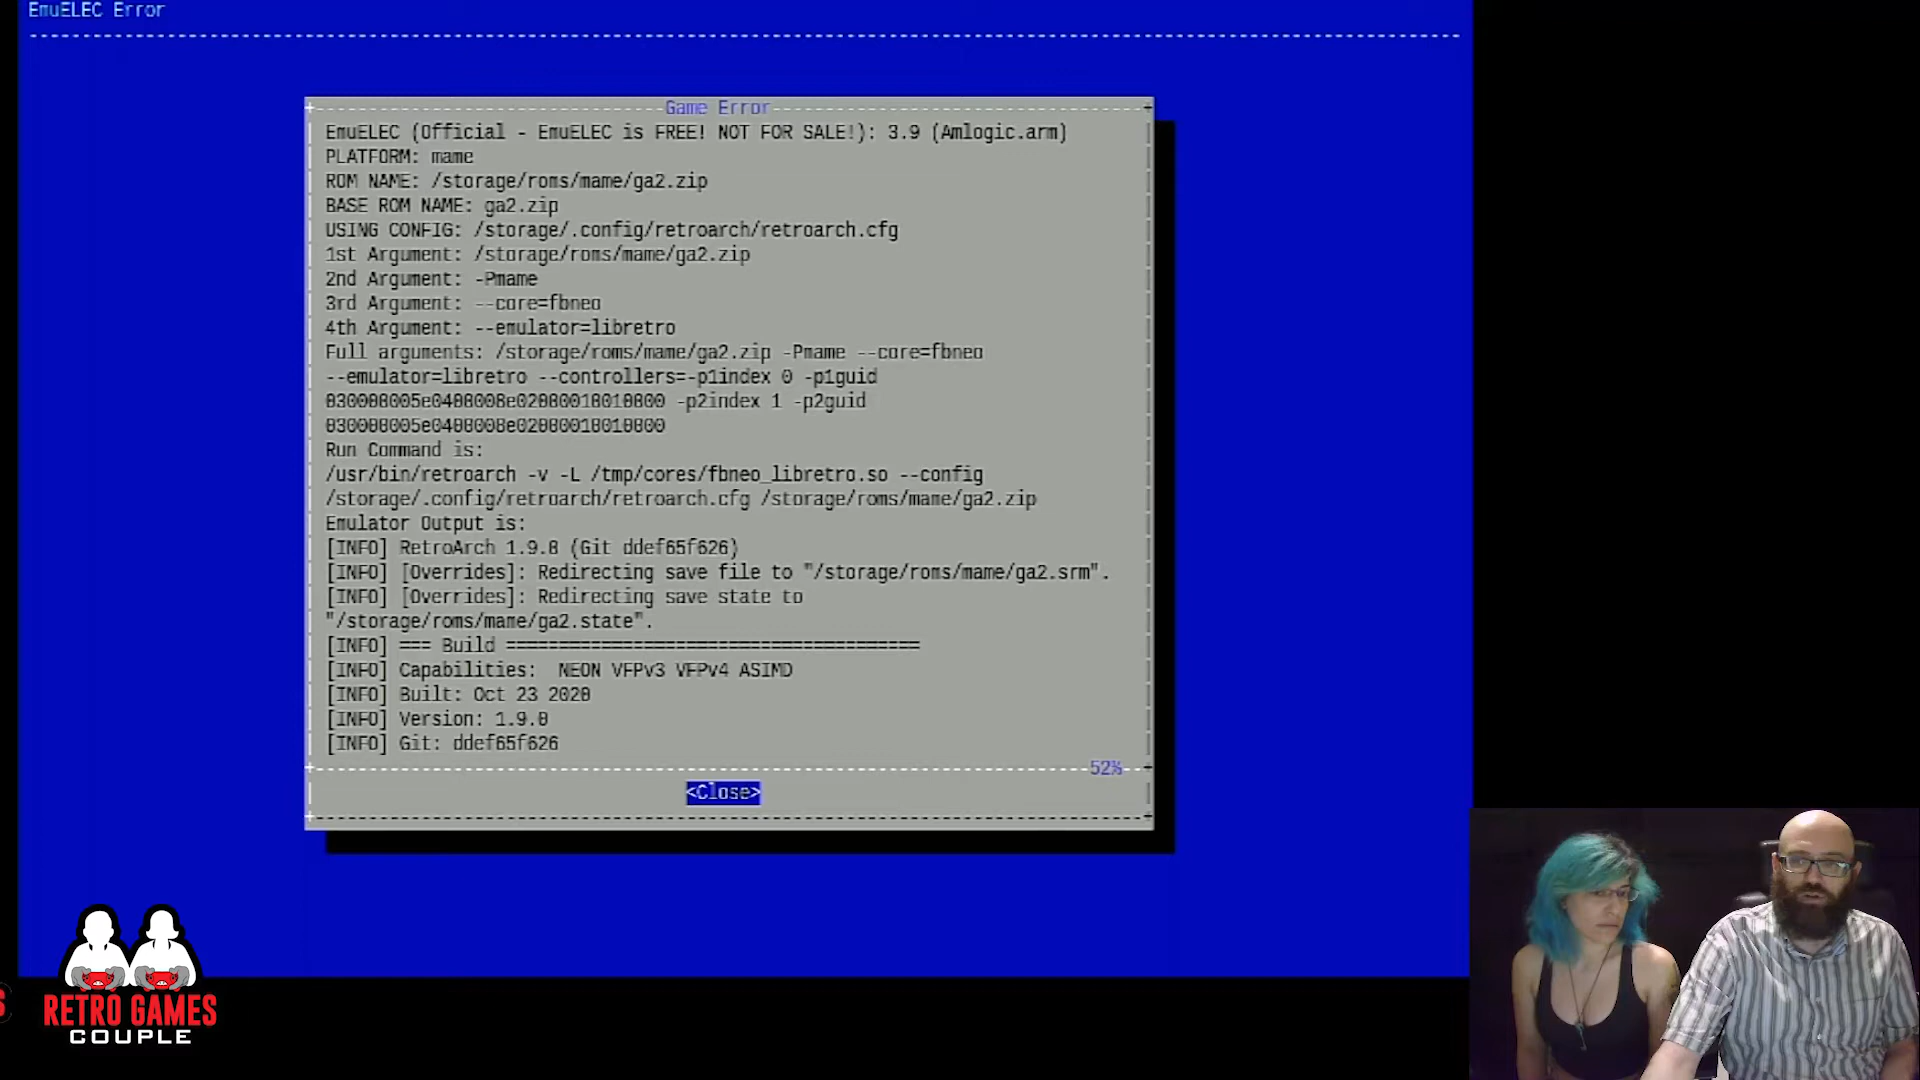 EmuELEC Error
Game Error
EmuELEC (Official - EmuELEC is FREE! NOT FOR SALE!): 3.9 (Amlogic.arm)
PLATFORM: mame
ROM NAME: /storage/roms/mame/ga2.zip
BASE ROM NAME: ga2.zip
USING CONFIG: /storage/.config/retroarch/retroarch.cfg
1st Argument: /storage/roms/mame/ga2.zip
2nd Argument: -Pmame
3rd Argument: --core=fbneo
4th Argument: --emulator=libretro
Full arguments: /storage/roms/mame/ga2.zip -Pmame --core=fbneo
--emulator=libretro --controllers=-p1index 0 -p1guid
030000005e0400008e02000010010000 -p2index 1 -p2guid
030000005e0400008e02000010010000
Run Command is:
/usr/bin/retroarch -v -L /tmp/cores/fbneo_libretro.so --config
/storage/.config/retroarch/retroarch.cfg /storage/roms/mame/ga2.zip
Emulator Output is:
[INFO] RetroArch 1.9.0 (Git ddef65f626)
[INFO] [Overrides]: Redirecting save file to "/storage/roms/mame/ga2.srm".
[INFO] [Overrides]: Redirecting save state to
"/storage/roms/mame/ga2.state".
[INFO] === Build =======================================
[INFO] Capabilities:  NEON VFPv3 VFPv4 ASIMD
[INFO] Built: Oct 23 2020
[INFO] Version: 1.9.0
[INFO] Git: ddef65f626
52%
<Close>
RETRO GAMES
COUPLE